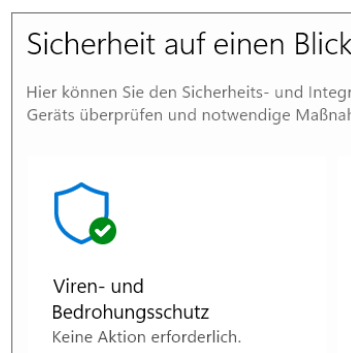 Sicherheit auf einen Blick
Hier können Sie den Sicherheits- und
Geräts überprüfen und notwendige
Viren- und
Bedrohungsschutz
Keine Aktion erforderlich.